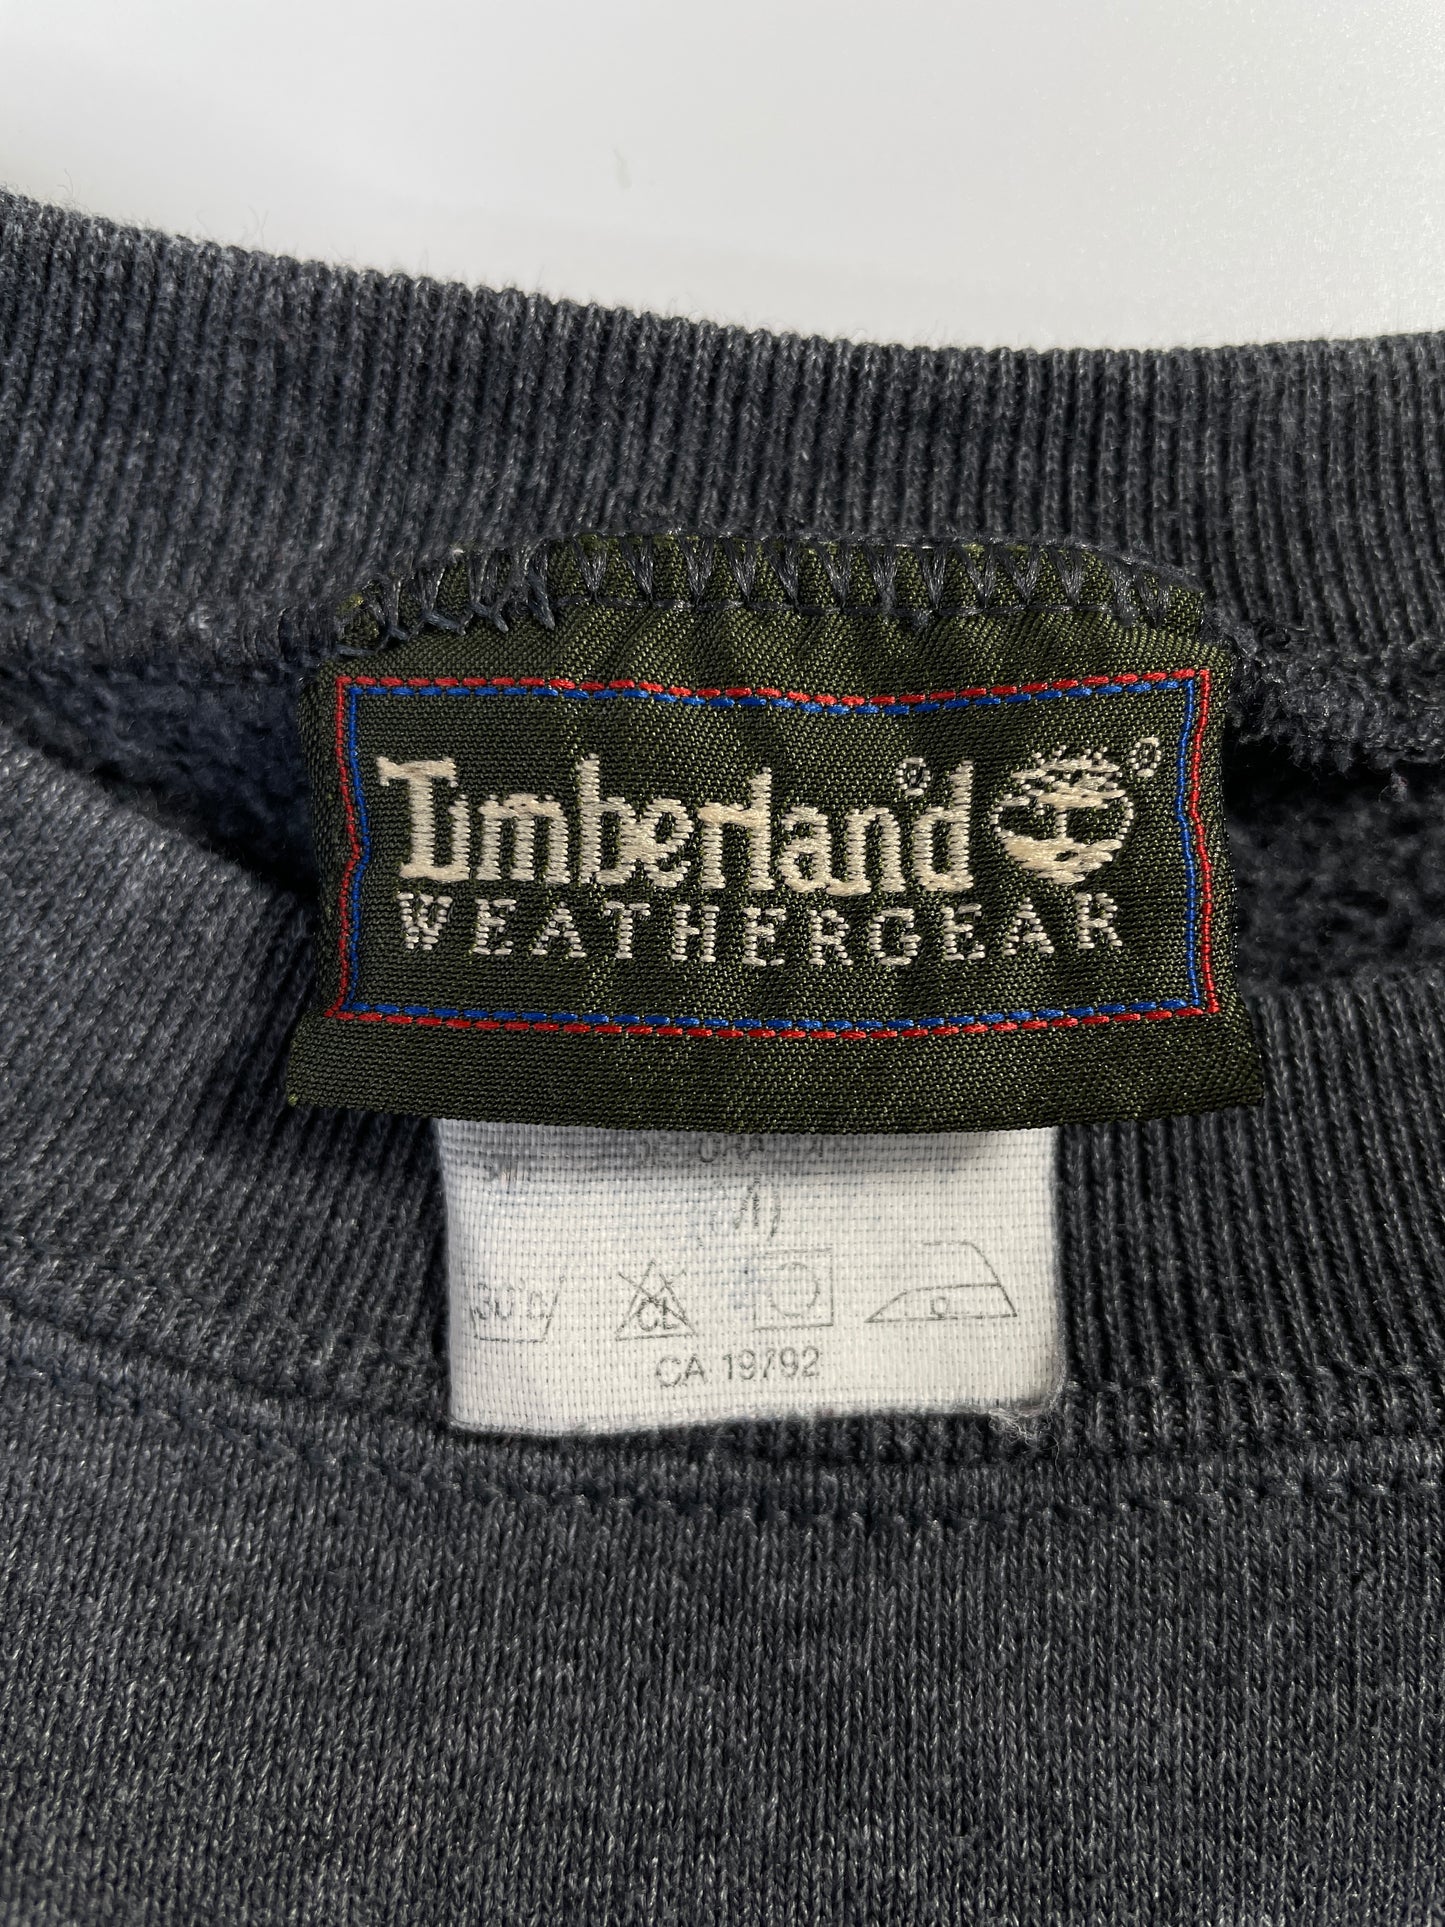 Timberland®®
WEATHERGEAR
30°C CL
CA 19792